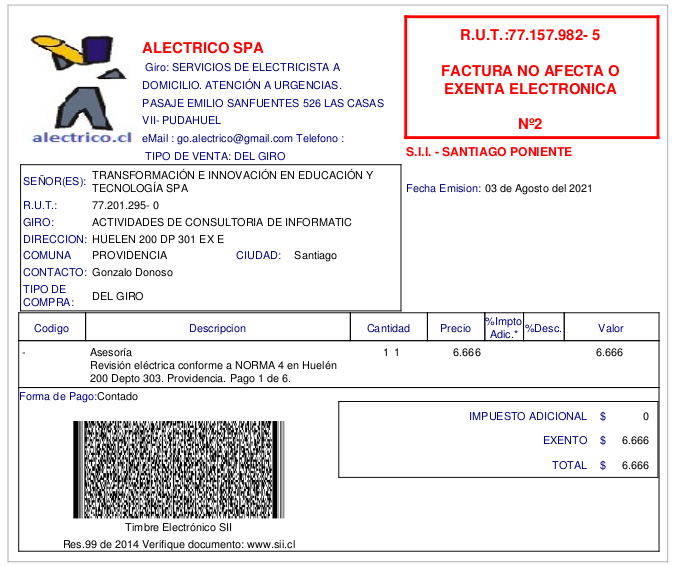 alectrico.cl
ALECTRICO SPA
Giro: SERVICIOS DE ELECTRICISTA A
DOMICILIO. ATENCIÓN A URGENCIAS.
PASAJE EMILIO SANFUENTES 526 LAS CASAS
VII- PUDAHUEL
eMail : go.alectrico@gmail.com Telefono :
TIPO DE VENTA: DEL GIRO
R.U.T.:77.157.982- 5
FACTURA NO AFECTA O
EXENTA ELECTRONICA
Nº2
S.I.I. - SANTIAGO PONIENTE
Fecha Emision: 03 de Agosto del 2021
SEÑOR(ES): TRANSFORMACIÓN E INNOVACIÓN EN EDUCACIÓN Y
TECNOLOGÍA SPA
R.U.T.: 77.201.295- 0
GIRO: ACTIVIDADES DE CONSULTORIA DE INFORMATIC
DIRECCION: HUELEN 200 DP 301 EX E
COMUNA PROVIDENCIA CIUDAD: Santiago
CONTACTO: Gonzalo Donoso
TIPO DE
COMPRA: DEL GIRO
Codigo Descripcion Cantidad Precio %Impto
Adic.* %Desc. Valor
- Asesoría 1 1 6.666 6.666
Revisión eléctrica conforme a NORMA 4 en Huelén
200 Depto 303. Providencia. Pago 1 de 6.
Forma de Pago:Contado
IMPUESTO ADICIONAL $ 0
EXENTO $ 6.666
TOTAL $ 6.666
Timbre Electrónico SII
Res.99 de 2014 Verifique documento: www.sii.cl